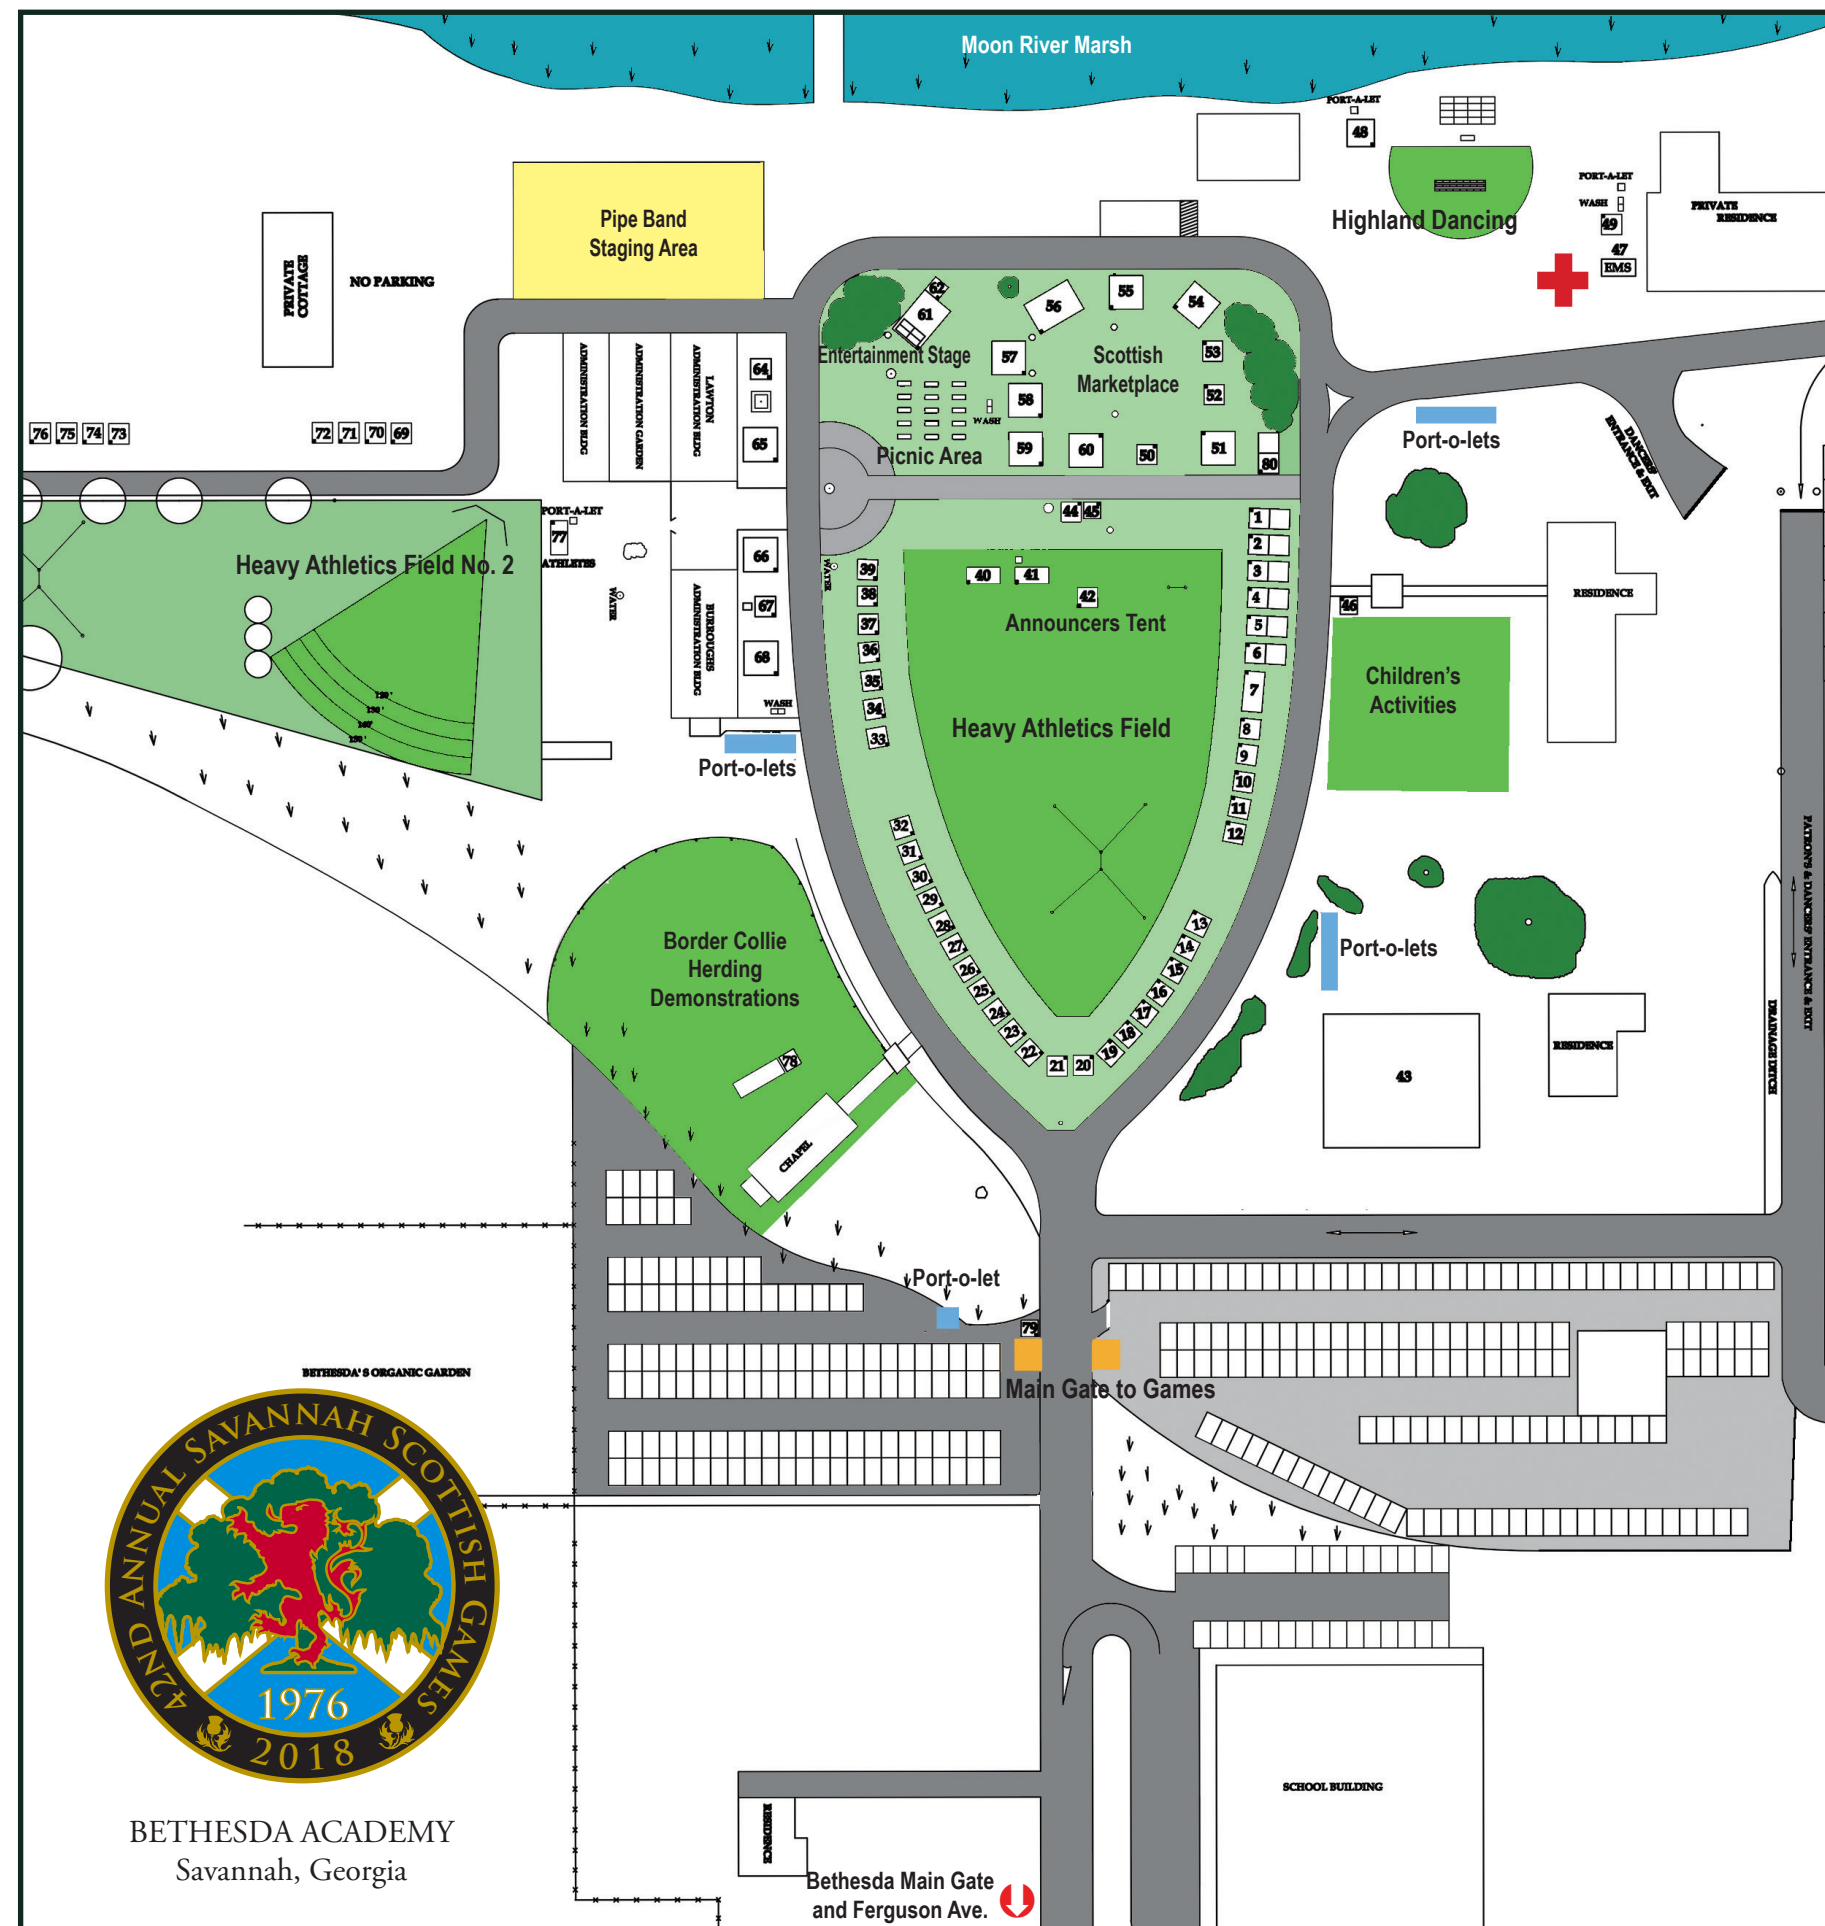 Moon River Marsh
PORT-A-LET
48
Highland Dancing
PORT-A-LET
WASH
49
47
EMS
PRIVATE
RESIDENCE
Pipe Band
Staging Area
PRIVATE
COTTAGE
NO PARKING
62
61
56
55
54
Entertainment Stage
57
Scottish
Marketplace
53
52
58
WASH
59
60
50
51
80
Picnic Area
Port-o-lets
DANCERS'
ENTRANCE & EXIT
ADMINISTRATION BLDG
ADMINISTRATION GARDEN
LAWTON
ADMINISTRATION BLDG
64
65
66
67
68
BURROUGHS
ADMINISTRATION BLDG
WASH
Port-o-lets
76
75
74
73
72
71
70
69
PORT-A-LET
77
ATHLETES
WATER
Heavy Athletics Field No. 2
120 '
130 '
140'
150 '
WATER
44
45
40
41
42
Announcers Tent
Heavy Athletics Field
1
2
3
4
5
6
7
8
9
10
11
12
13
14
15
16
17
18
19
20
21
22
23
24
25
26
27
28
29
30
31
32
33
34
35
36
37
38
39
46
RESIDENCE
Children's
Activities
Port-o-lets
43
RESIDENCE
DRAINAGE DITCH
PATRON'S & DANCERS' ENTRANCE & EXIT
Border Collie
Herding
Demonstrations
78
CHAPEL
Port-o-let
79
Main Gate to Games
BETHESDA'S ORGANIC GARDEN
42ND ANNUAL SAVANNAH SCOTTISH GAMES
1976
2018
BETHESDA ACADEMY
Savannah, Georgia
RESIDENCE
SCHOOL BUILDING
Bethesda Main Gate
and Ferguson Ave.